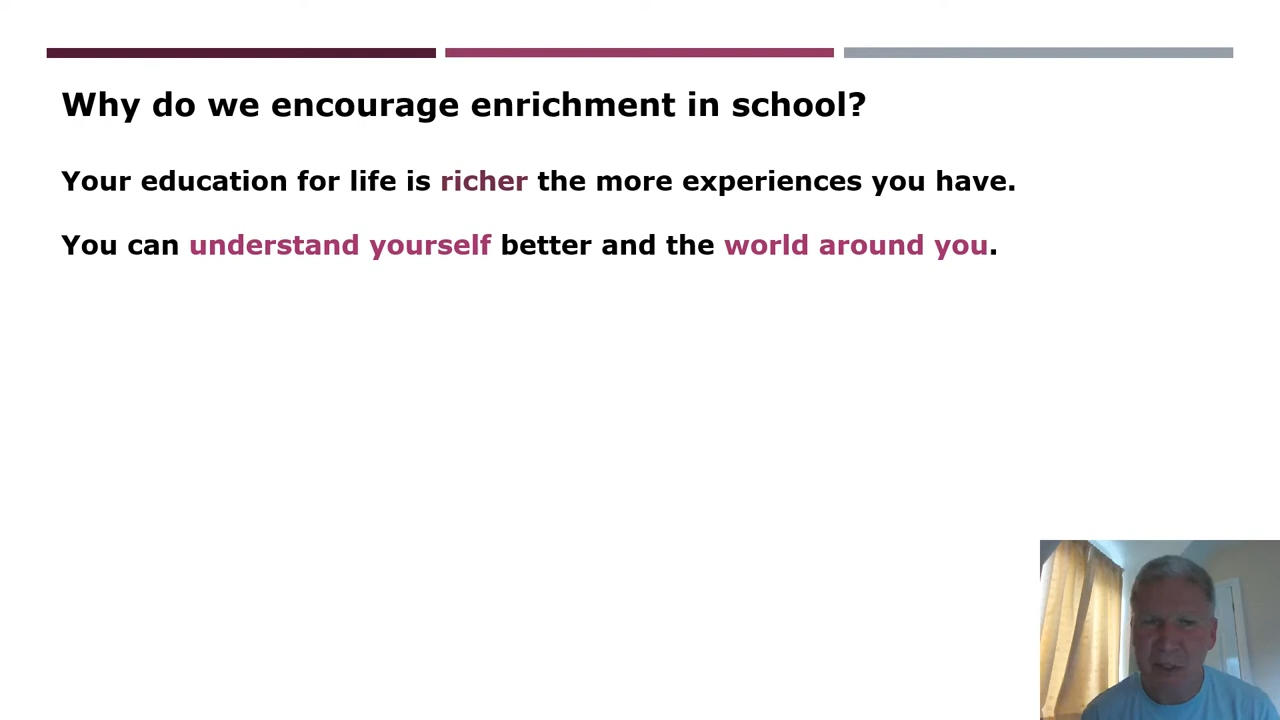 Why do we encourage enrichment in school?
Your education for life is richer the more experiences you have.
You can understand yourself better and the world around you.